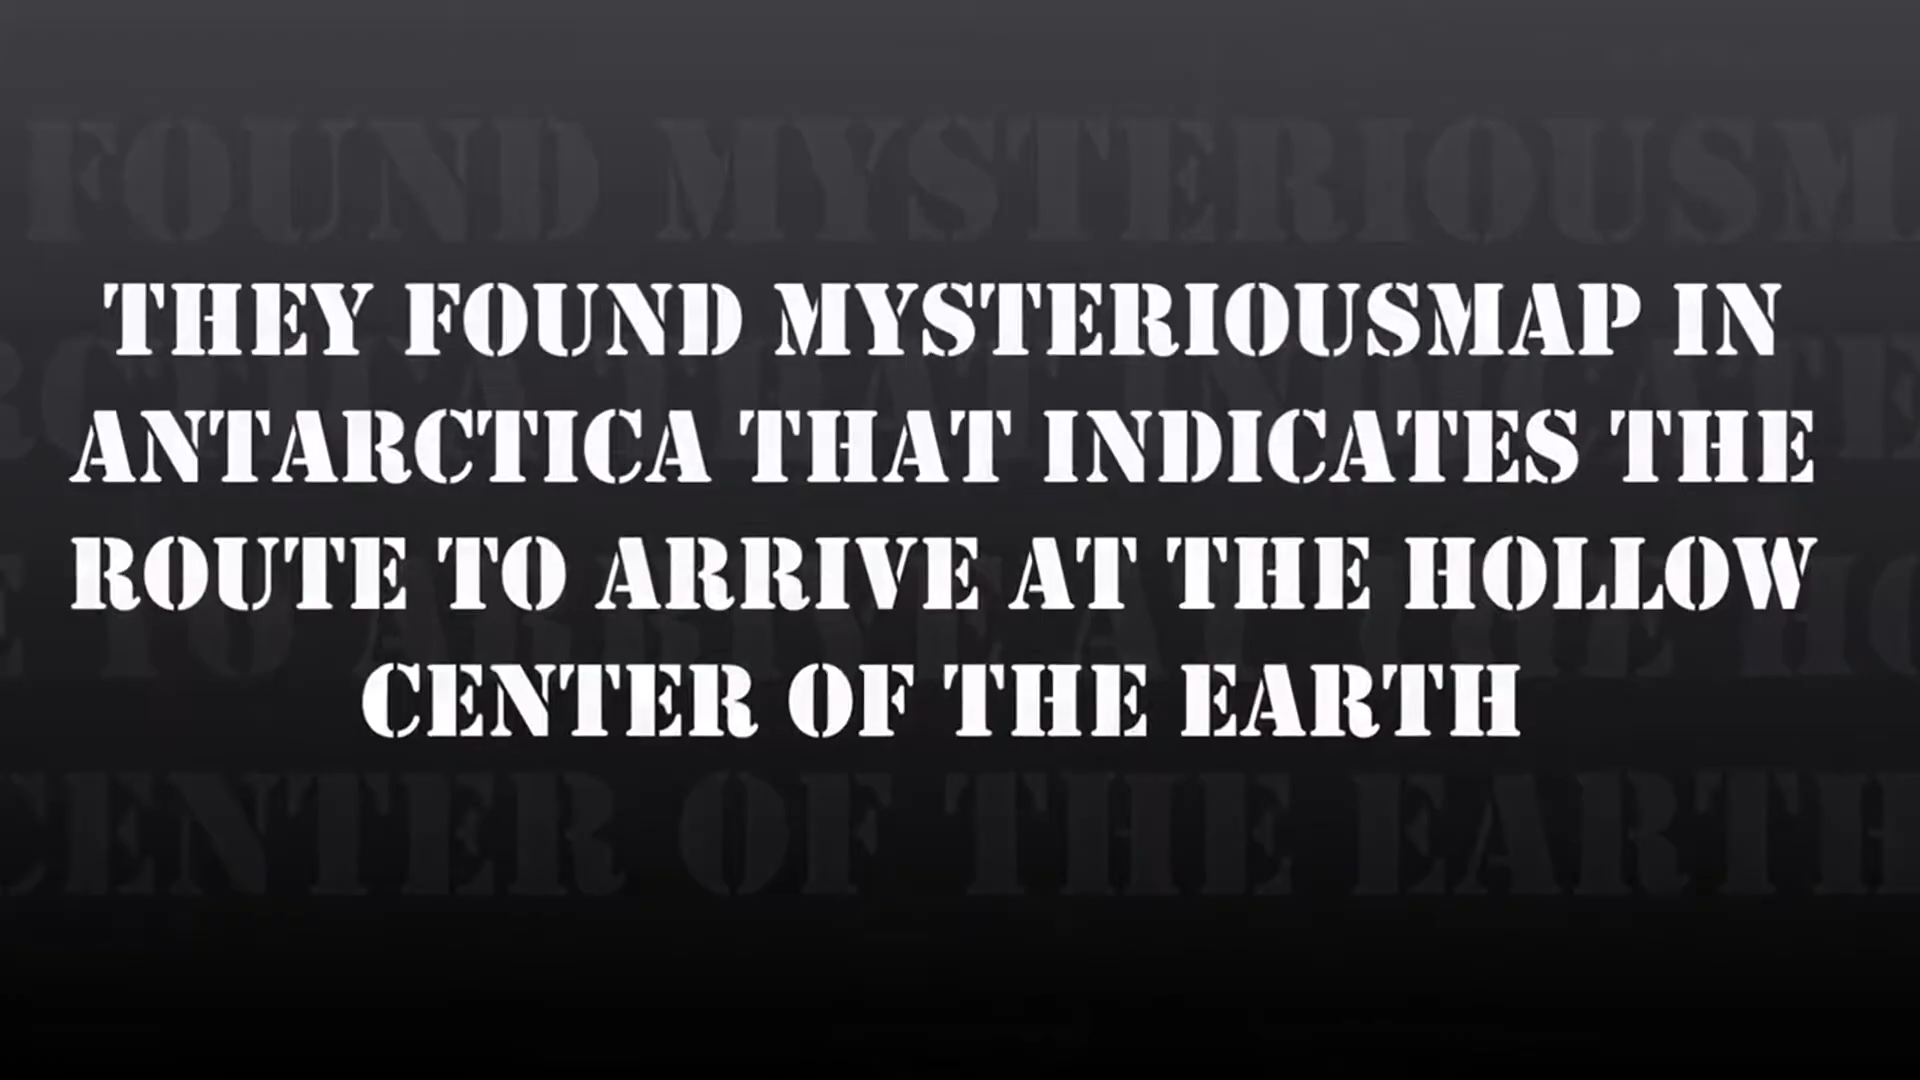 THEY FOUND MYSTERIOUSMAP IN
ANTARCTICA THAT INDICATES THE
ROUTE TO ARRIVE AT THE HOLLOW
CENTER OF THE EARTH